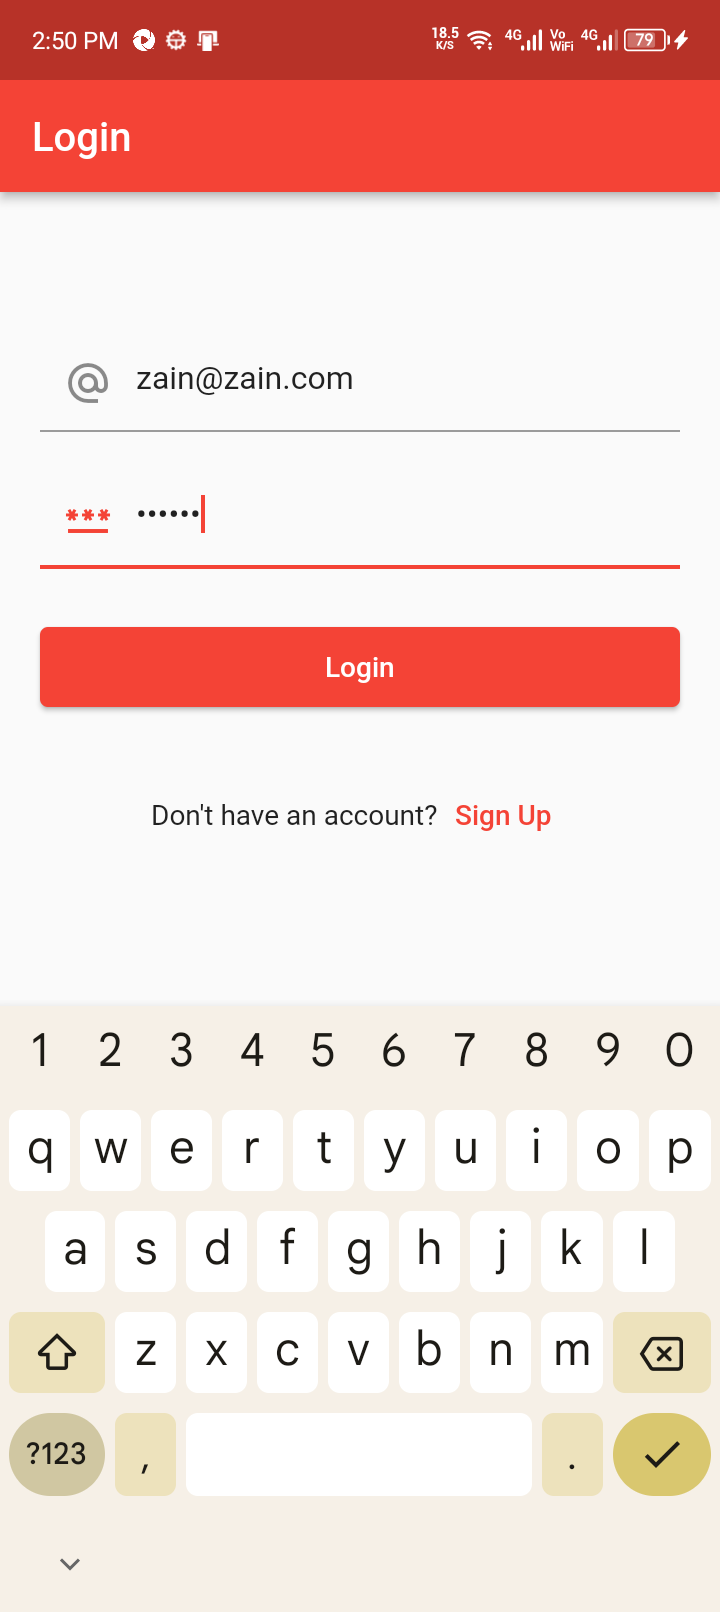 2:50 PM 18.5 K/S 4G Vo WiFi 4G 79
Login
zain@zain.com
••••••
Login
Don't have an account? Sign Up
1 2 3 4 5 6 7 8 9 0
q w e r t y u i o p
a s d f g h j k l
z x c v b n m
?123 , .